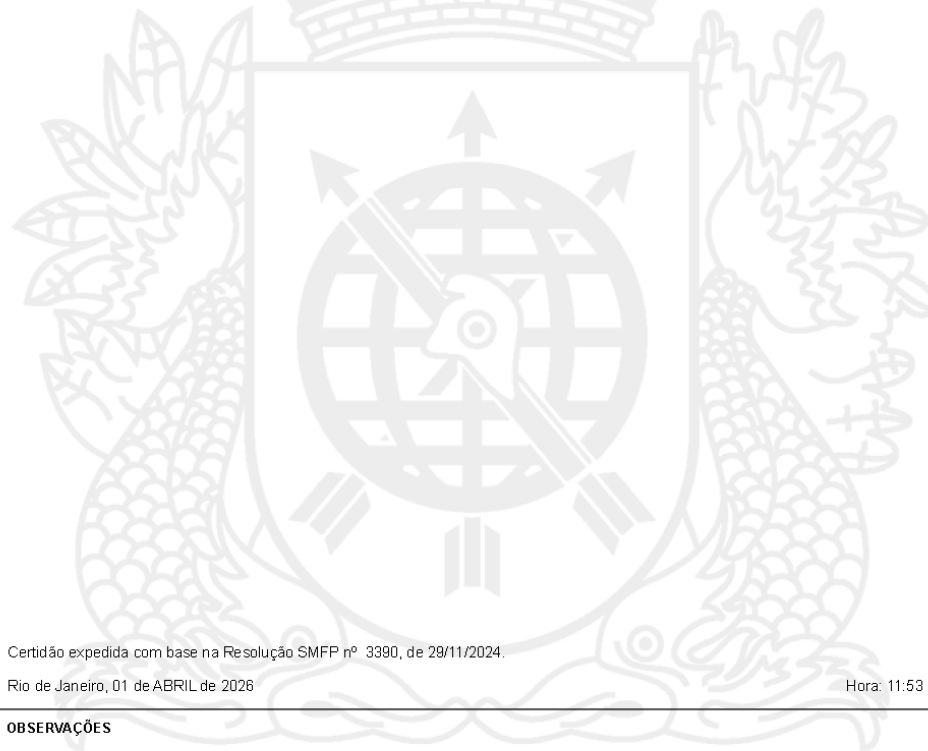 Certidão expedida com base na Resolução SMFP nº 3390, de 29/11/2024.
Rio de Janeiro, 01 de ABRIL de 2026 Hora: 11:53
OBSERVAÇÕES